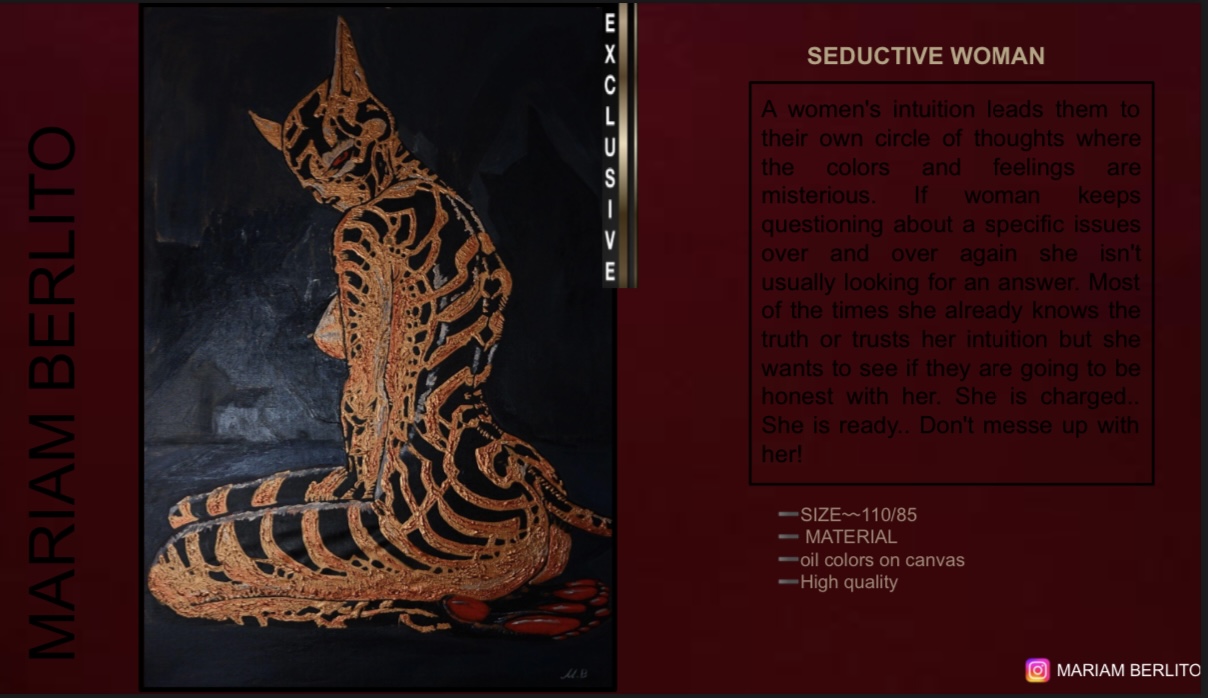 MARIAM BERLITO
EXCLUSIVE
SEDUCTIVE WOMAN
A women's intuition leads them to
their own circle of thoughts where
the colors and feelings are
misterious. If woman keeps
questioning about a specific issues
over and over again she isn't
usually looking for an answer. Most
of the times she already knows the
truth or trusts her intuition but she
wants to see if they are going to be
honest with her. She is charged..
She is ready.. Don't messe up with
her!
SIZE~~110/85
MATERIAL
oil colors on canvas
High quality
M.B
MARIAM BERLITO